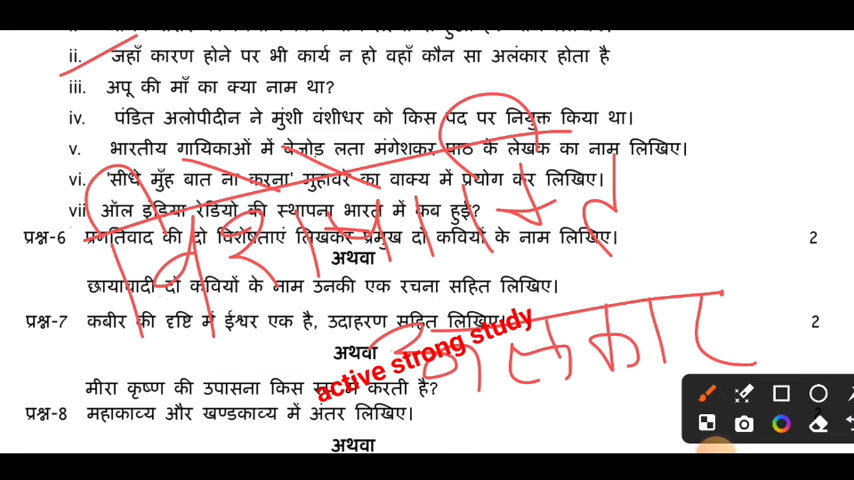 ii. जहाँ कारण होने पर भी कार्य न हो वहाँ कौन सा अलंकार होता है
iii. अपू की माँ का क्या नाम था?
iv. पंडित अलोपीदीन ने मुंशी वंशीधर को किस पद पर नियुक्त किया था।
v. भारतीय गायिकाओं में बेजोड़ लता मंगेशकर पाठ के लेखक का नाम लिखिए।
vi. 'सीधे मुँह बात ना करना' मुहावरे का वाक्य में प्रयोग कर लिखिए।
vii ऑल इंडिया रेडियो की स्थापना भारत में कब हुई?
प्रश्न-6 प्रगतिवाद की दो विशेषताएं लिखकर प्रमुख दो कवियों के नाम लिखिए। 2
अथवा
छायावादी दो कवियों के नाम उनकी एक रचना सहित लिखिए।
प्रश्न-7 कबीर की दृष्टि में ईश्वर एक है, उदाहरण सहित लिखिए। 2
अथवा
active strong study
अलंकार
मीरा कृष्ण की उपासना किस रूप में करती है?
प्रश्न-8 महाकाव्य और खण्डकाव्य में अंतर लिखिए। 2
अथवा